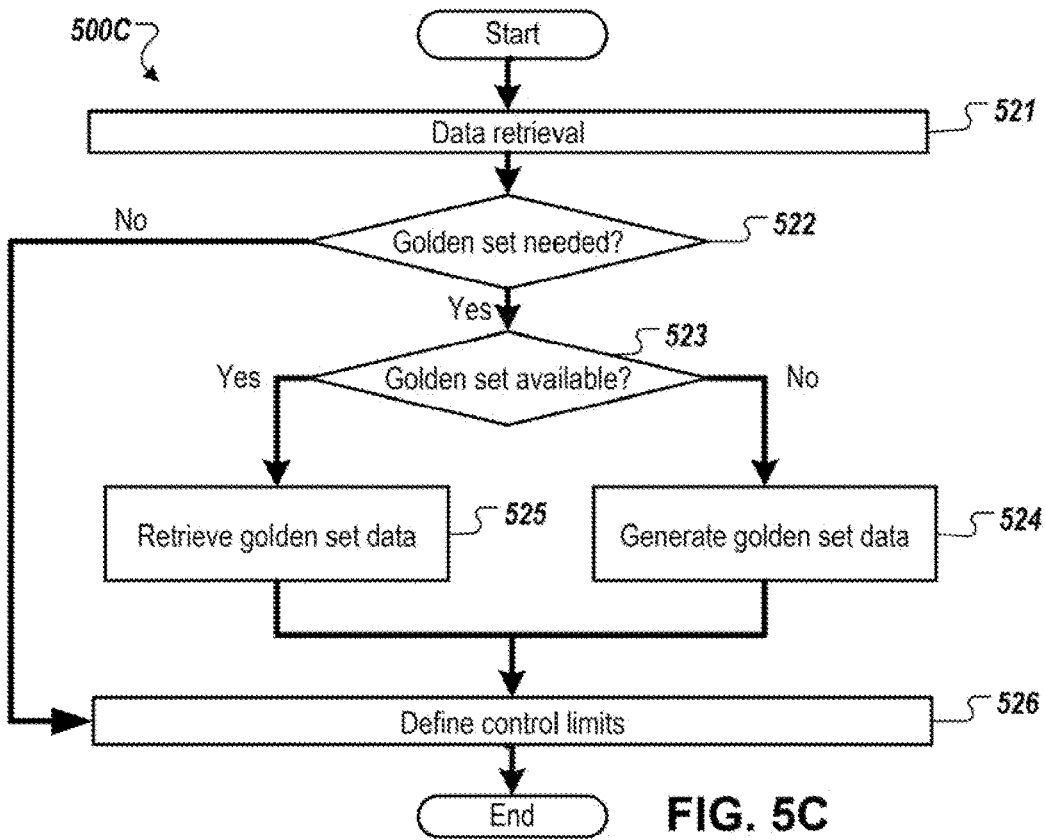 500C
Start
Data retrieval
521
No
Golden set needed?
522
Yes
523
Yes
Golden set available?
No
Retrieve golden set data
525
Generate golden set data
524
Define control limits
526
End
FIG. 5C